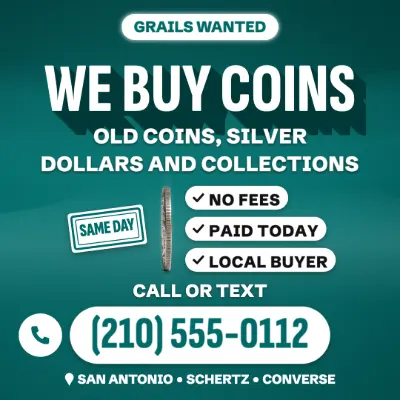 GRAILS WANTED
WE BUY COINS
OLD COINS, SILVER
DOLLARS AND COLLECTIONS
SAME DAY
NO FEES
PAID TODAY
LOCAL BUYER
CALL OR TEXT
(210) 555-0112
SAN ANTONIO • SCHERTZ • CONVERSE